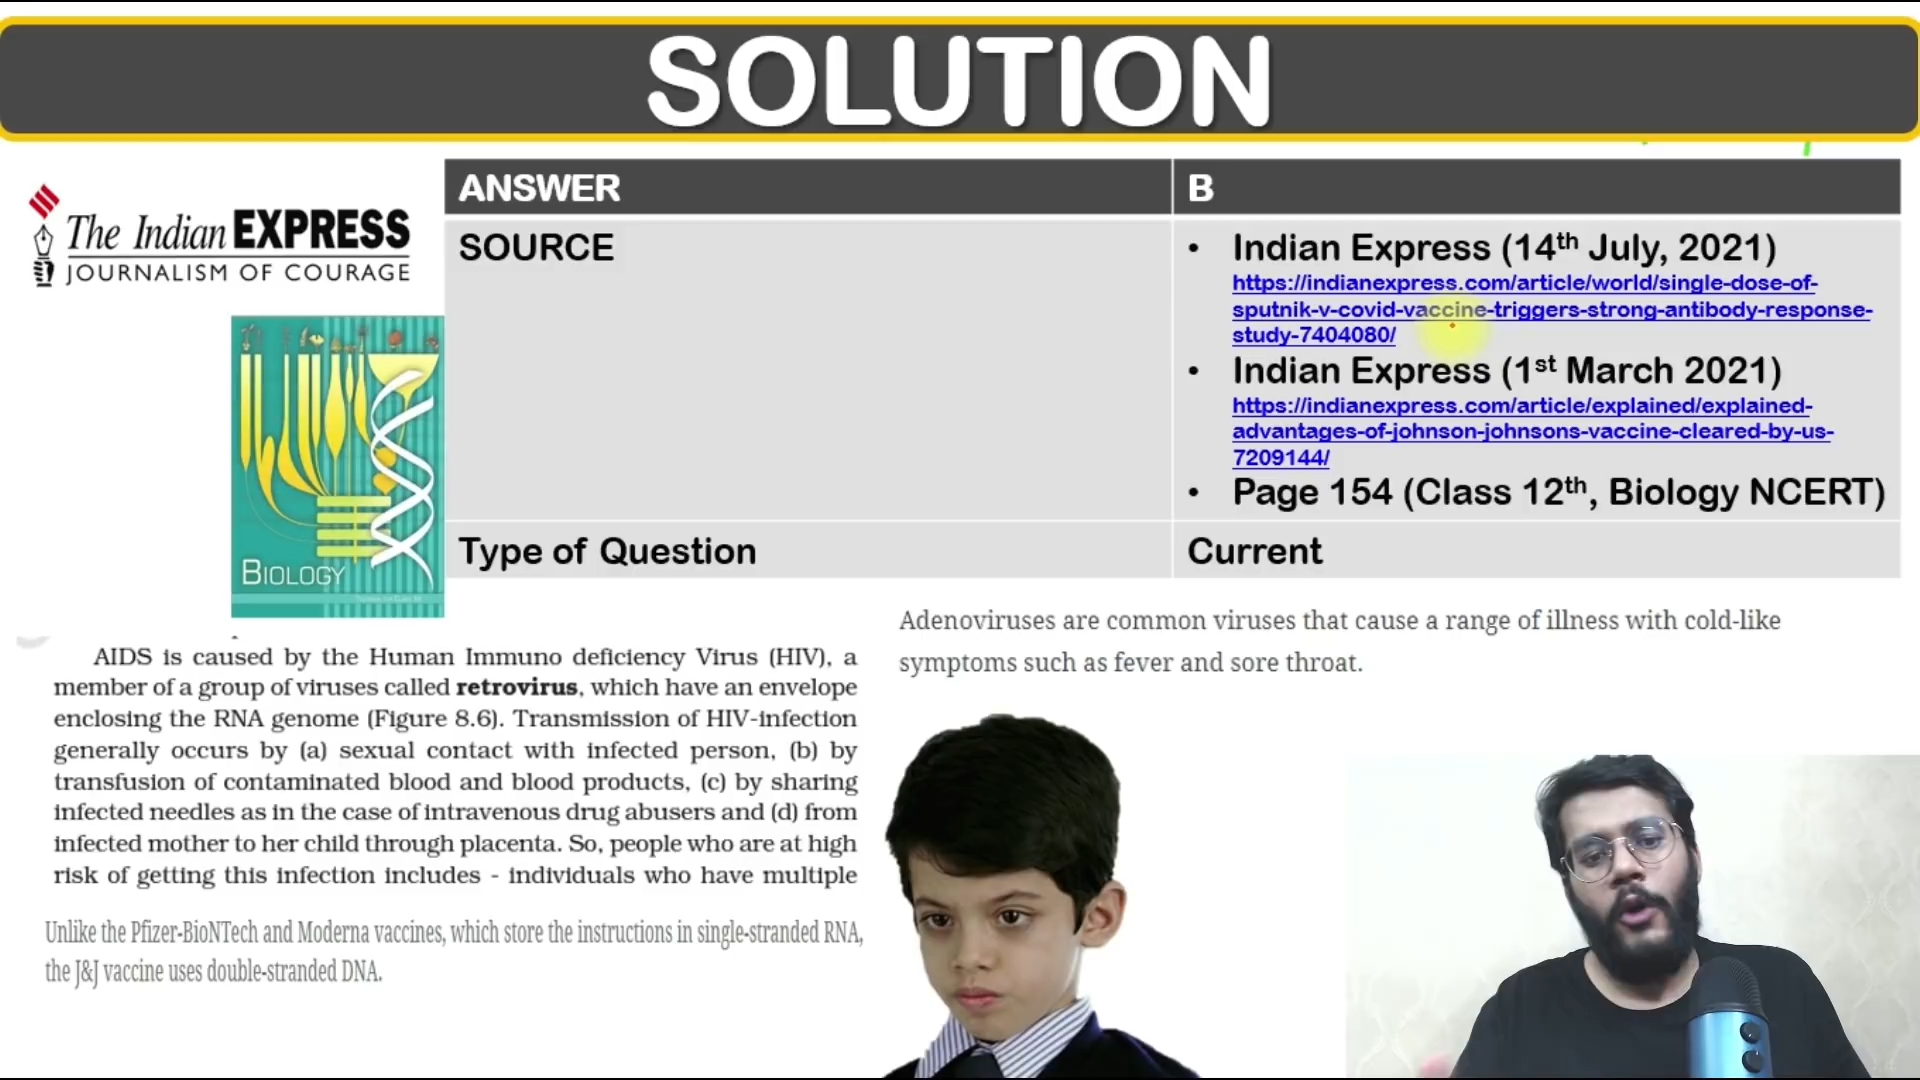 SOLUTION
The Indian EXPRESS
JOURNALISM OF COURAGE
BIOLOGY
ANSWER
B
SOURCE
• Indian Express (14th July, 2021)
https://indianexpress.com/article/world/single-dose-of-
sputnik-v-covid-vaccine-triggers-strong-antibody-response-
study-7404080/
• Indian Express (1st March 2021)
https://indianexpress.com/article/explained/explained-
advantages-of-johnson-johnsons-vaccine-cleared-by-us-
7209144/
• Page 154 (Class 12th, Biology NCERT)
Type of Question
Current
AIDS is caused by the Human Immuno deficiency Virus (HIV), a
member of a group of viruses called retrovirus, which have an envelope
enclosing the RNA genome (Figure 8.6). Transmission of HIV-infection
generally occurs by (a) sexual contact with infected person, (b) by
transfusion of contaminated blood and blood products, (c) by sharing
infected needles as in the case of intravenous drug abusers and (d) from
infected mother to her child through placenta. So, people who are at high
risk of getting this infection includes - individuals who have multiple
Unlike the Pfizer-BioNTech and Moderna vaccines, which store the instructions in single-stranded RNA,
the J&J vaccine uses double-stranded DNA.
Adenoviruses are common viruses that cause a range of illness with cold-like
symptoms such as fever and sore throat.